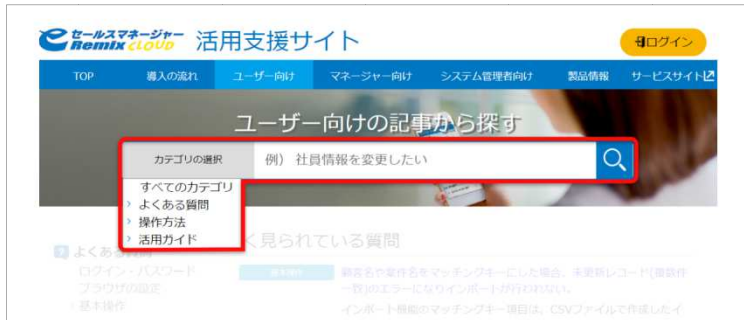 eセールスマネージャー
Remix CLOUD
活用支援サイト
ログイン
TOP 導入の流れ ユーザー向け マネージャー向け システム管理者向け 製品情報 サービスサイト
ユーザー向けの記事から探す
カテゴリの選択 例） 社員情報を変更したい
すべてのカテゴリ
よくある質問
操作方法
活用ガイド
く見られている質問
よくある
ログイン・パスワード
ブラウザの設定
基本操作
基本操作
顧客名や案件名をマッチングキーにした場合、未更新レコード(複数件
一致)のエラーになりインポートが行われない。
インポート機能のマッチングキー項目は、CSVファイルで作成したイ